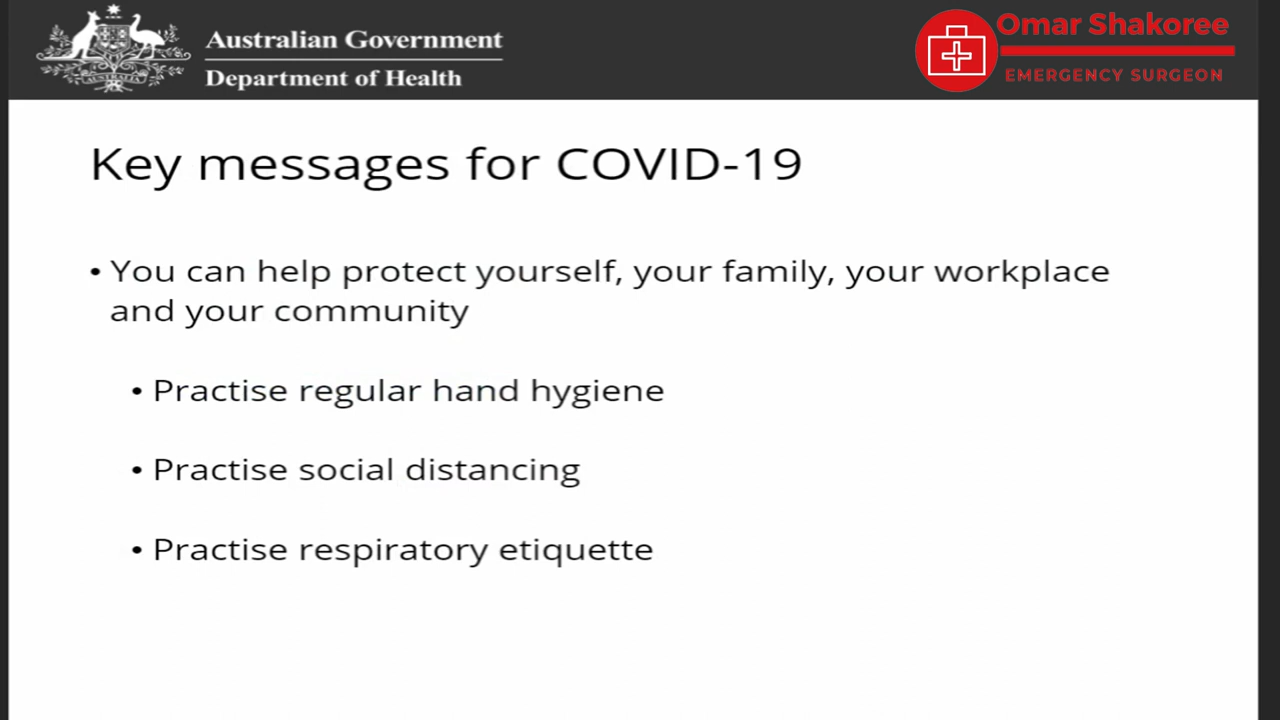 Australian Government
Department of Health
Omar Shakoree
EMERGENCY SURGEON
Key messages for COVID-19
• You can help protect yourself, your family, your workplace
and your community
• Practise regular hand hygiene
• Practise social distancing
• Practise respiratory etiquette